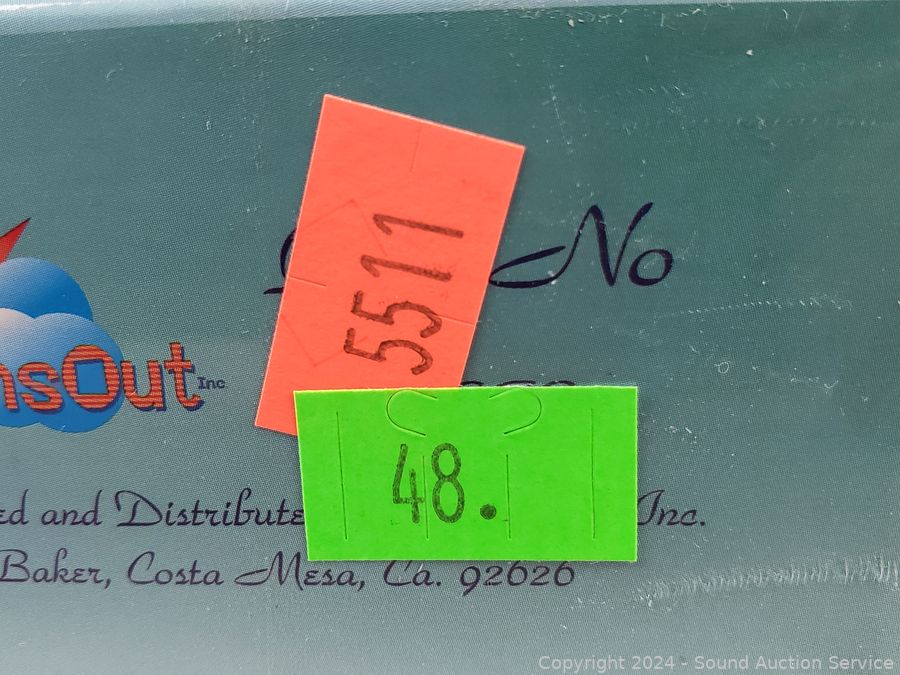 No
5511
nsOut Inc
48.
ed and Distribute Inc.
Baker, Costa Mesa, Ca. 92626
Copyright 2024 - Sound Auction Service